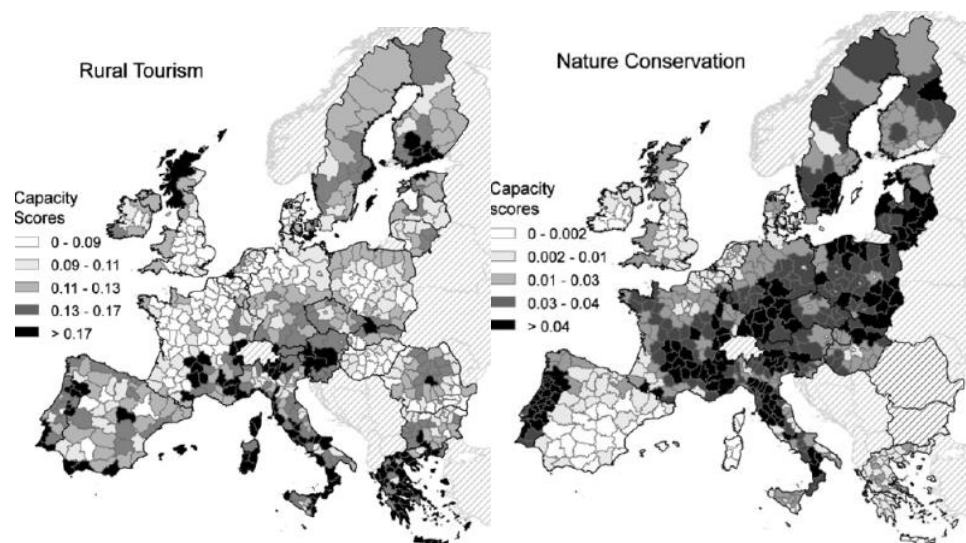 Rural Tourism
Capacity
Scores
0 - 0.09
0.09 - 0.11
0.11 - 0.13
0.13 - 0.17
> 0.17
Nature Conservation
Capacity
scores
0 - 0.002
0.002 - 0.01
0.01 - 0.03
0.03 - 0.04
> 0.04